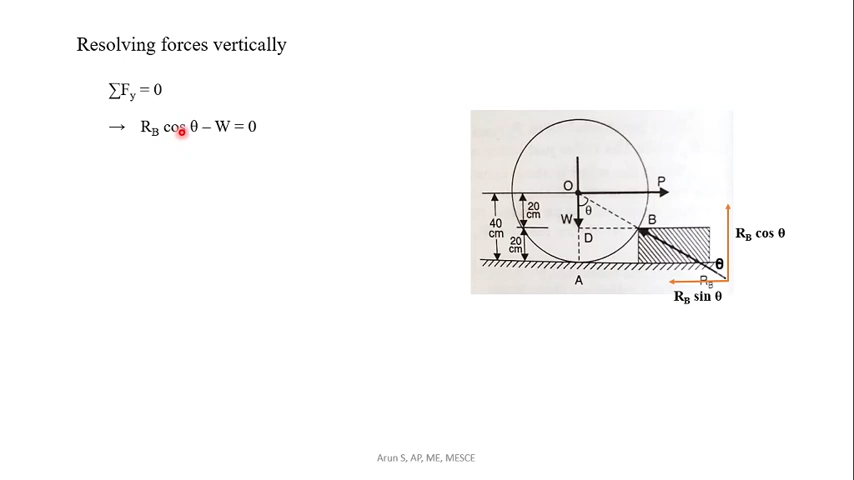 Resolving forces vertically
∑Fy = 0
→ RB cos θ – W = 0
O
P
20
cm
θ
W
B
40
cm
D
20
cm
RB cos θ
θ
RB
A
RB sin θ
Arun S, AP, ME, MESCE